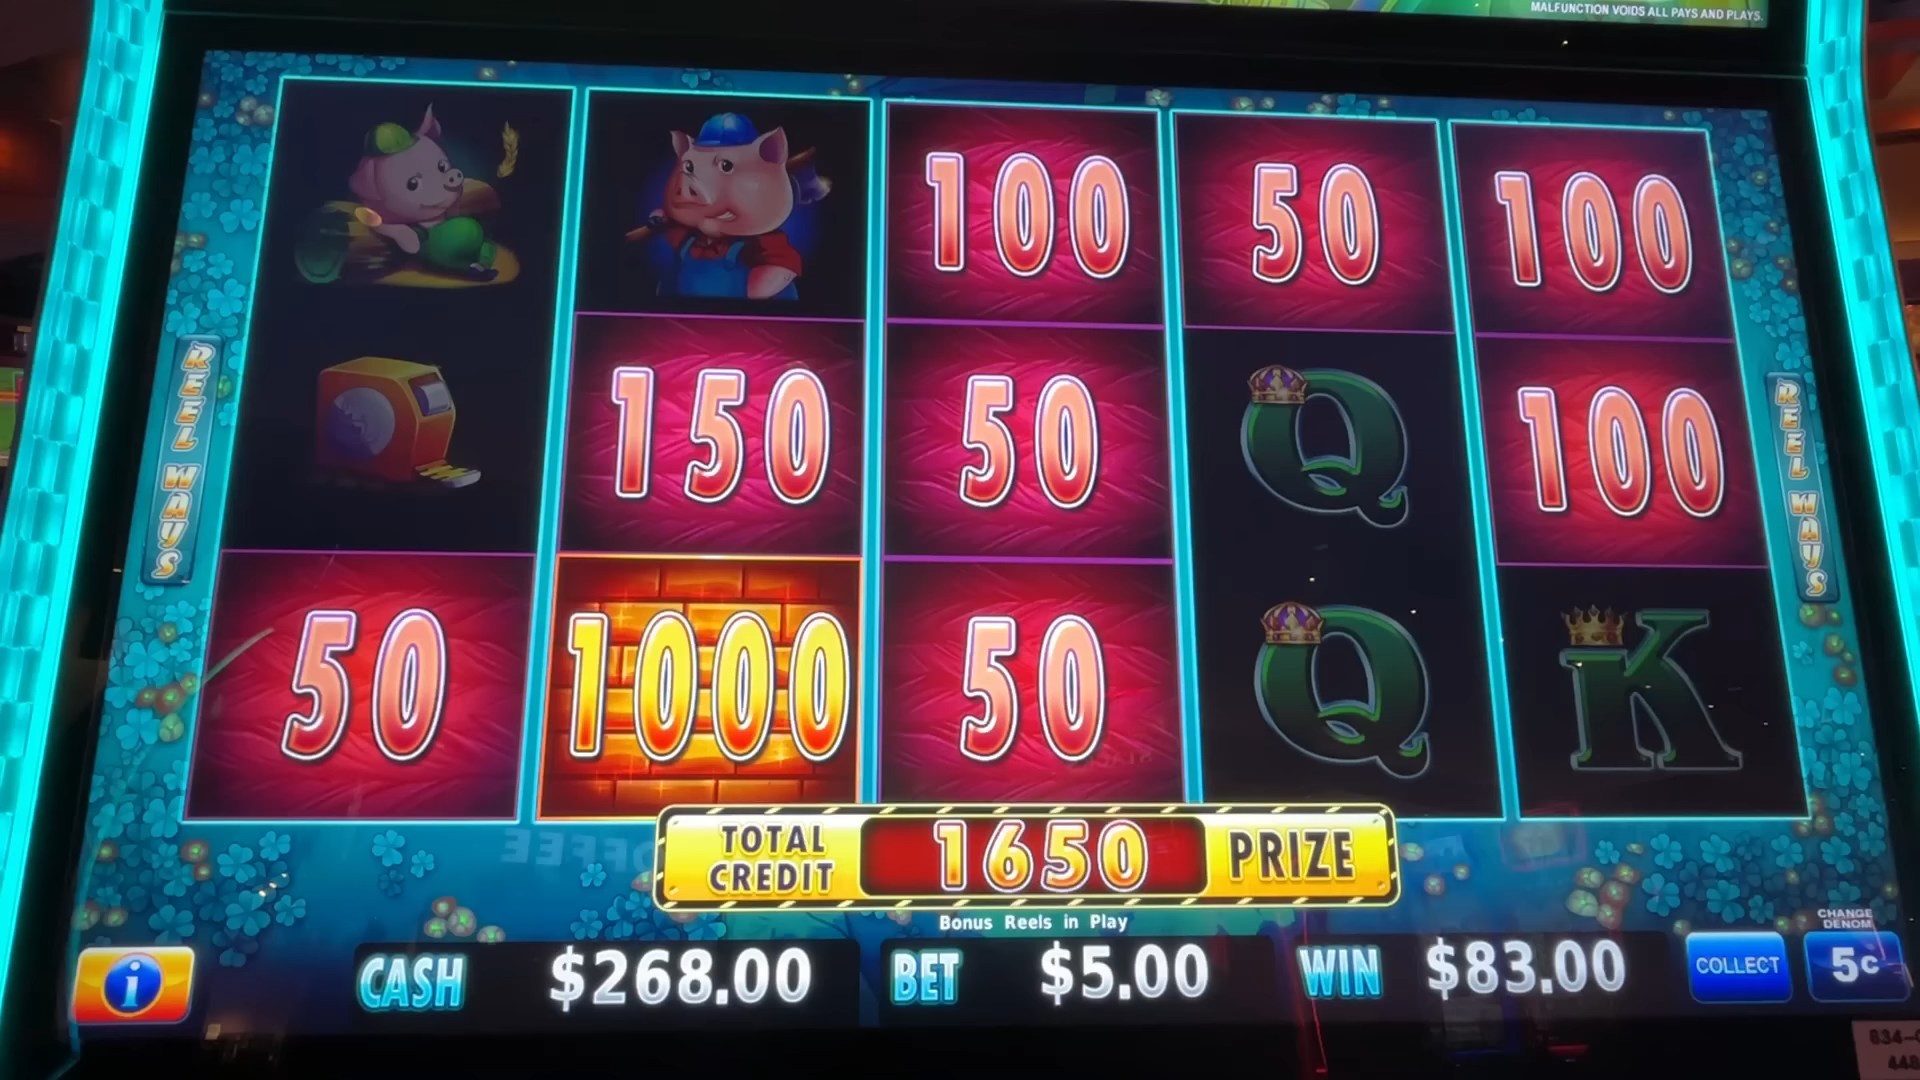 MALFUNCTION VOIDS ALL PAYS AND PLAYS.
100 50 100
REEL WAYS
150 50 Q 100
REEL WAYS
50 1000 50 Q K
TOTAL CREDIT 1650 PRIZE
Bonus Reels in Play
CASH $268.00 BET $5.00 WIN $83.00
COLLECT
CHANGE DENOM
5¢